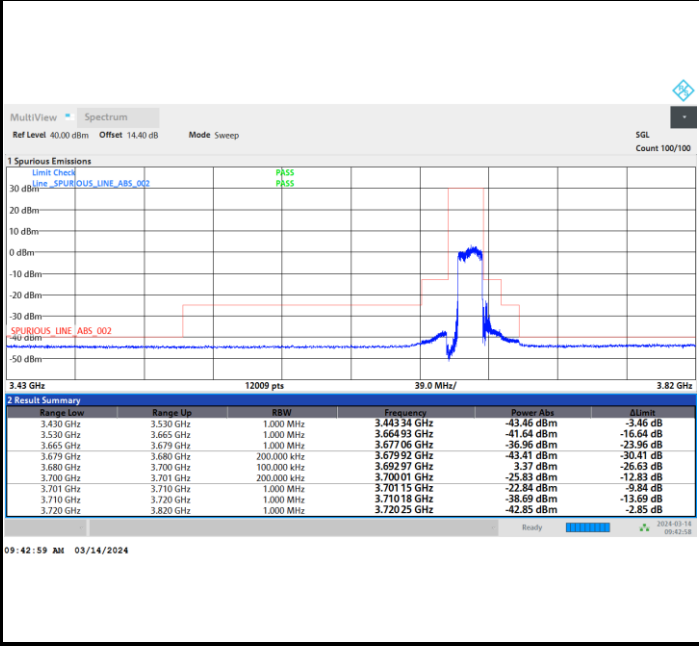 MultiView Spectrum
Ref Level 40.00 dBm Offset 14.40 dB Mode Sweep SGL
Count 100/100
1 Spurious Emissions
Limit Check PASS
Line _SPURIOUS_LINE_ABS_002 PASS
30 dBm
20 dBm
10 dBm
0 dBm
-10 dBm
-20 dBm
-30 dBm
SPURIOUS_LINE_ABS_002
-40 dBm
-50 dBm
3.43 GHz 12009 pts 39.0 MHz/ 3.82 GHz
2 Result Summary
Range Low Range Up RBW Frequency Power Abs ΔLimit
3.430 GHz 3.530 GHz 1.000 MHz 3.443 34 GHz -43.46 dBm -3.46 dB
3.530 GHz 3.665 GHz 1.000 MHz 3.664 93 GHz -41.64 dBm -16.64 dB
3.665 GHz 3.679 GHz 1.000 MHz 3.677 06 GHz -36.96 dBm -23.96 dB
3.679 GHz 3.680 GHz 200.000 kHz 3.679 92 GHz -43.41 dBm -30.41 dB
3.680 GHz 3.700 GHz 100.000 kHz 3.692 97 GHz 3.37 dBm -26.63 dB
3.700 GHz 3.701 GHz 200.000 kHz 3.700 01 GHz -25.83 dBm -12.83 dB
3.701 GHz 3.710 GHz 1.000 MHz 3.701 15 GHz -22.84 dBm -9.84 dB
3.710 GHz 3.720 GHz 1.000 MHz 3.710 18 GHz -38.69 dBm -13.69 dB
3.720 GHz 3.820 GHz 1.000 MHz 3.720 25 GHz -42.85 dBm -2.85 dB
Ready 2024-03-14
09:42:58
09:42:59 AM 03/14/2024